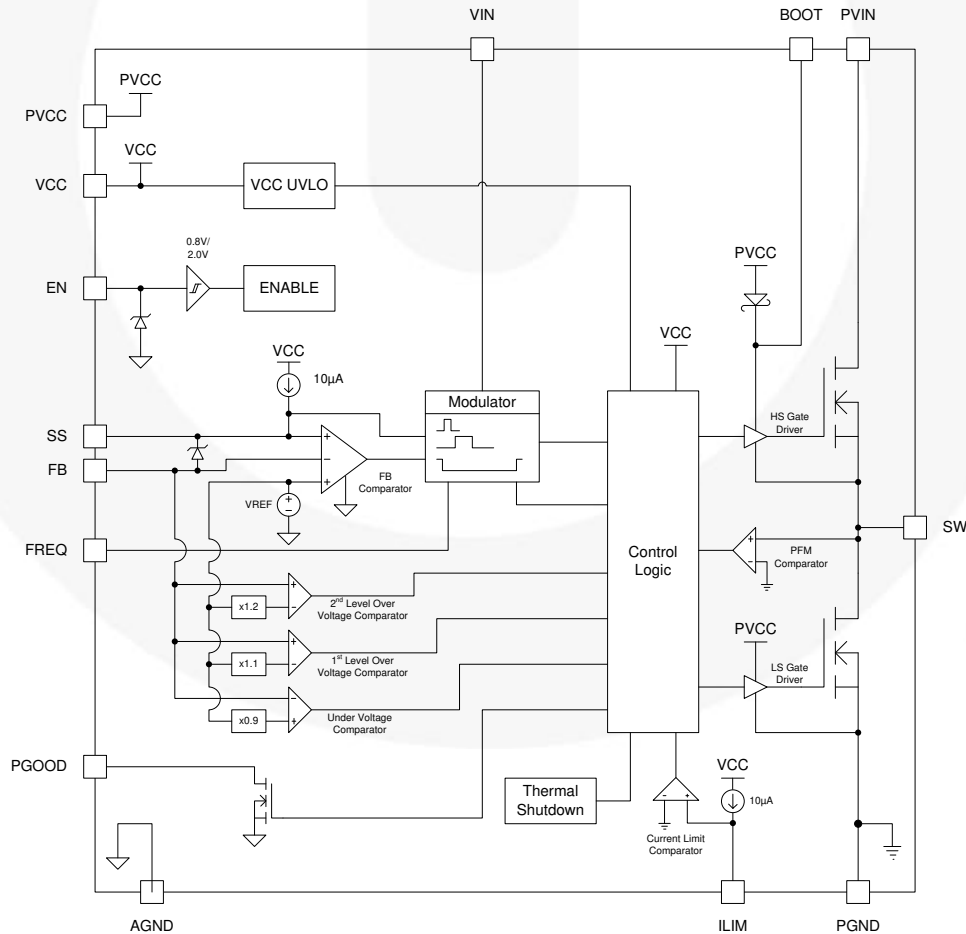 VIN
BOOT
PVIN
PVCC
PVCC
VCC
VCC
VCC UVLO
0.8V/
2.0V
EN
ENABLE
PVCC
VCC
VCC
10µA
Modulator
SS
+
HS Gate
Driver
FB
−
FB
Comparator
+
VREF
+
−
SW
FREQ
Control
Logic
+
−
PFM
Comparator
+
x1.2
−
2nd Level Over
Voltage Comparator
+
x1.1
−
1st Level Over
Voltage Comparator
PVCC
LS Gate
Driver
−
x0.9
+
Under Voltage
Comparator
PGOOD
Thermal
Shutdown
VCC
10µA
−
+
Current Limit
Comparator
AGND
ILIM
PGND